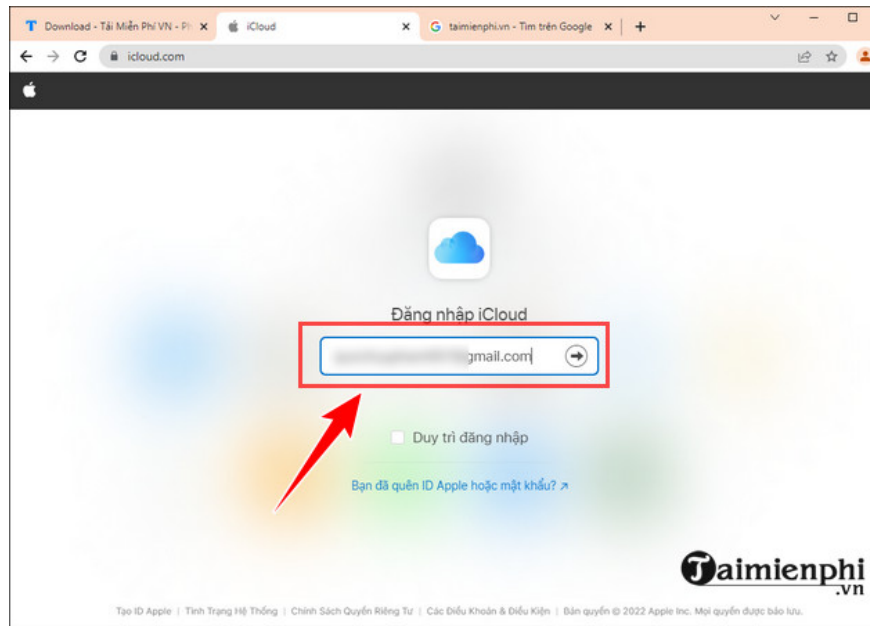 Download - Tải Miễn Phí VN - Ph
iCloud
taimienphi.vn - Tìm trên Google
icloud.com
Đăng nhập iCloud
gmail.com
Duy trì đăng nhập
Bạn đã quên ID Apple hoặc mật khẩu?
Taimienphi
.vn
Tạo ID Apple | Tình Trạng Hệ Thống | Chính Sách Quyền Riêng Tư | Các Điều Khoản & Điều Kiện | Bản quyền © 2022 Apple Inc. Mọi quyền được bảo lưu.